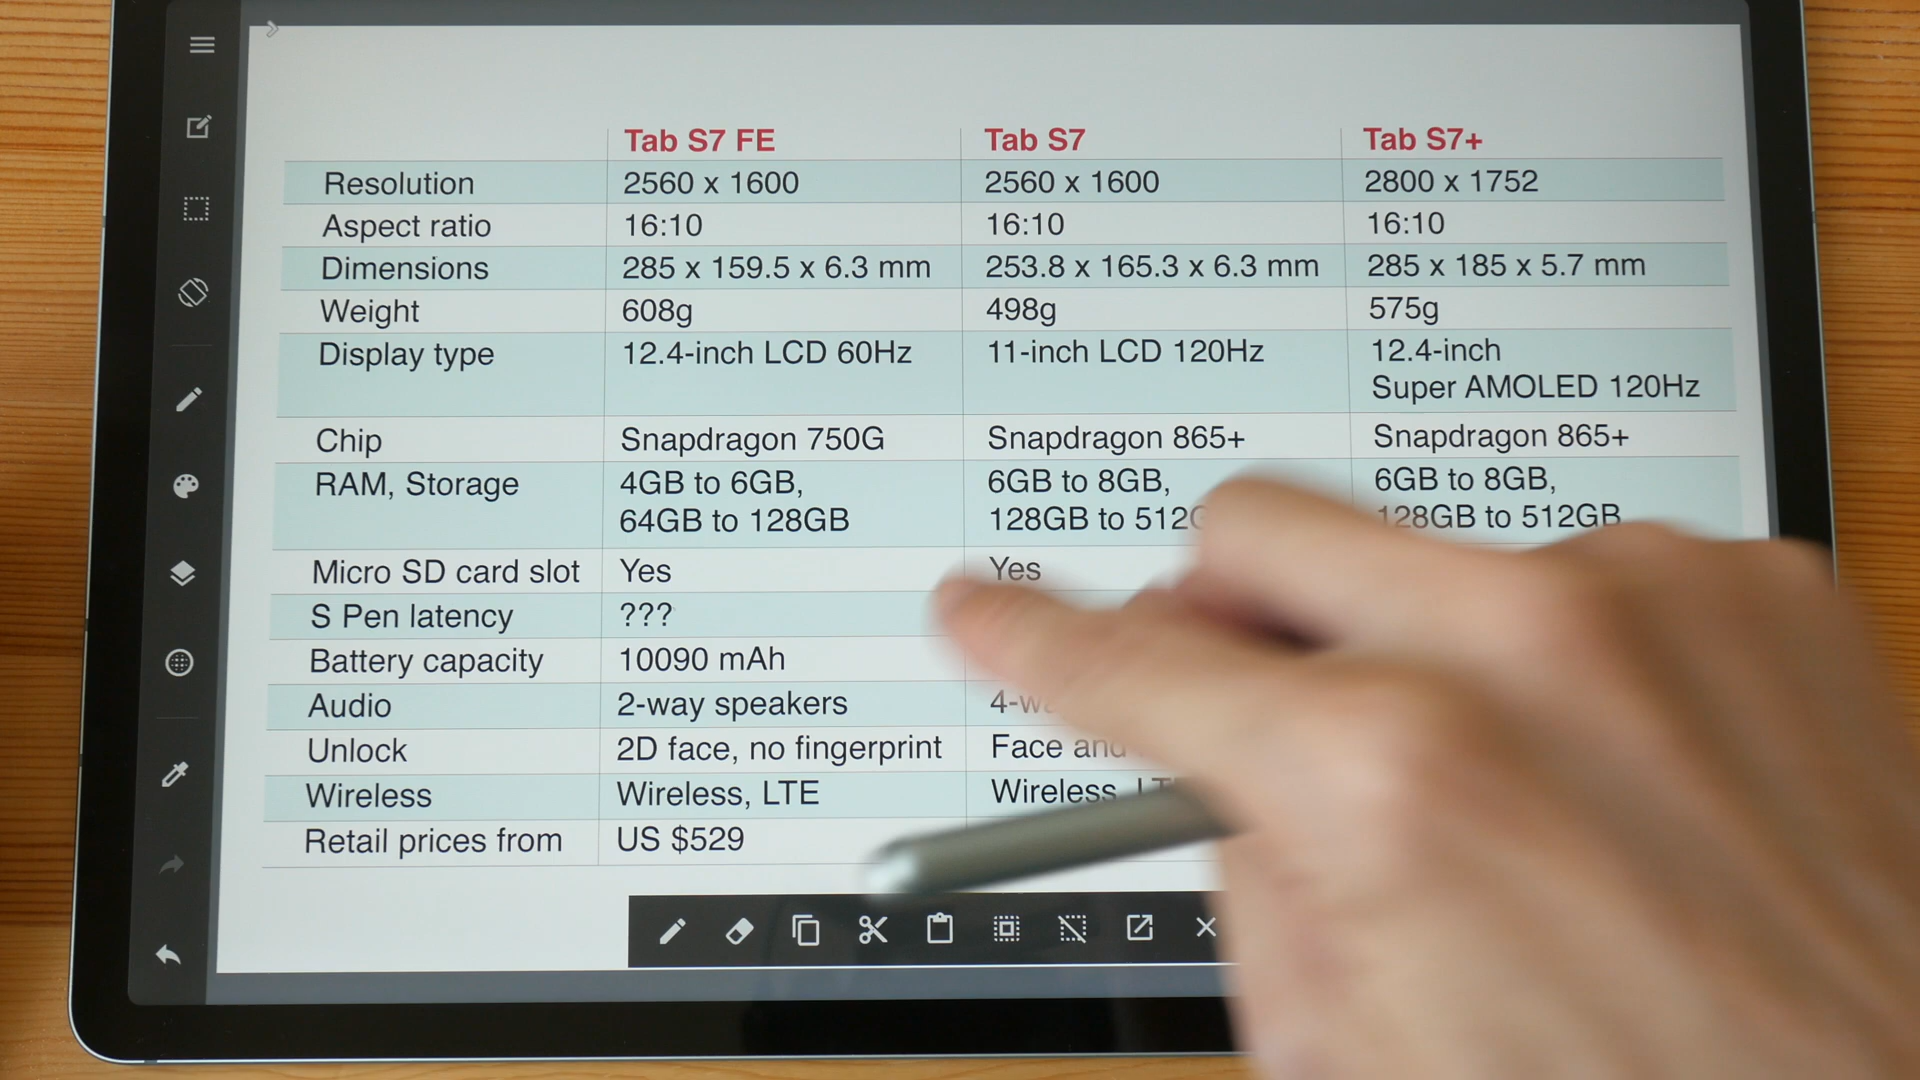 Tab S7 FE Tab S7 Tab S7+
Resolution 2560 x 1600 2560 x 1600 2800 x 1752
Aspect ratio 16:10 16:10 16:10
Dimensions 285 x 159.5 x 6.3 mm 253.8 x 165.3 x 6.3 mm 285 x 185 x 5.7 mm
Weight 608g 498g 575g
Display type 12.4-inch LCD 60Hz 11-inch LCD 120Hz 12.4-inch
Super AMOLED 120Hz
Chip Snapdragon 750G Snapdragon 865+ Snapdragon 865+
RAM, Storage 4GB to 6GB, 6GB to 8GB, 6GB to 8GB,
64GB to 128GB 128GB to 512G 128GB to 512GB
Micro SD card slot Yes Yes
S Pen latency ???
Battery capacity 10090 mAh
Audio 2-way speakers
Unlock 2D face, no fingerprint Face and
Wireless Wireless, LTE Wireless,
Retail prices from US $529